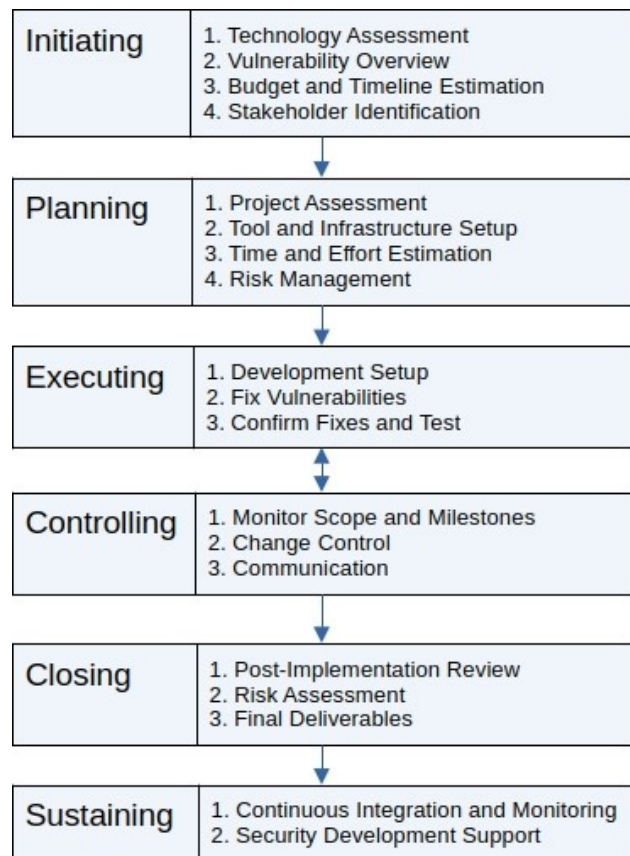 Initiating
1. Technology Assessment
2. Vulnerability Overview
3. Budget and Timeline Estimation
4. Stakeholder Identification
Planning
1. Project Assessment
2. Tool and Infrastructure Setup
3. Time and Effort Estimation
4. Risk Management
Executing
1. Development Setup
2. Fix Vulnerabilities
3. Confirm Fixes and Test
Controlling
1. Monitor Scope and Milestones
2. Change Control
3. Communication
Closing
1. Post-Implementation Review
2. Risk Assessment
3. Final Deliverables
Sustaining
1. Continuous Integration and Monitoring
2. Security Development Support